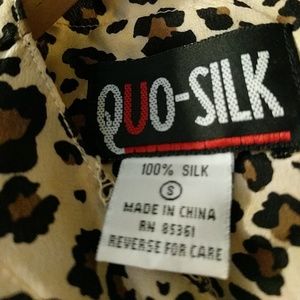 QUO-SILK
100% SILK
S
MADE IN CHINA
RN 85361
REVERSE FOR CARE